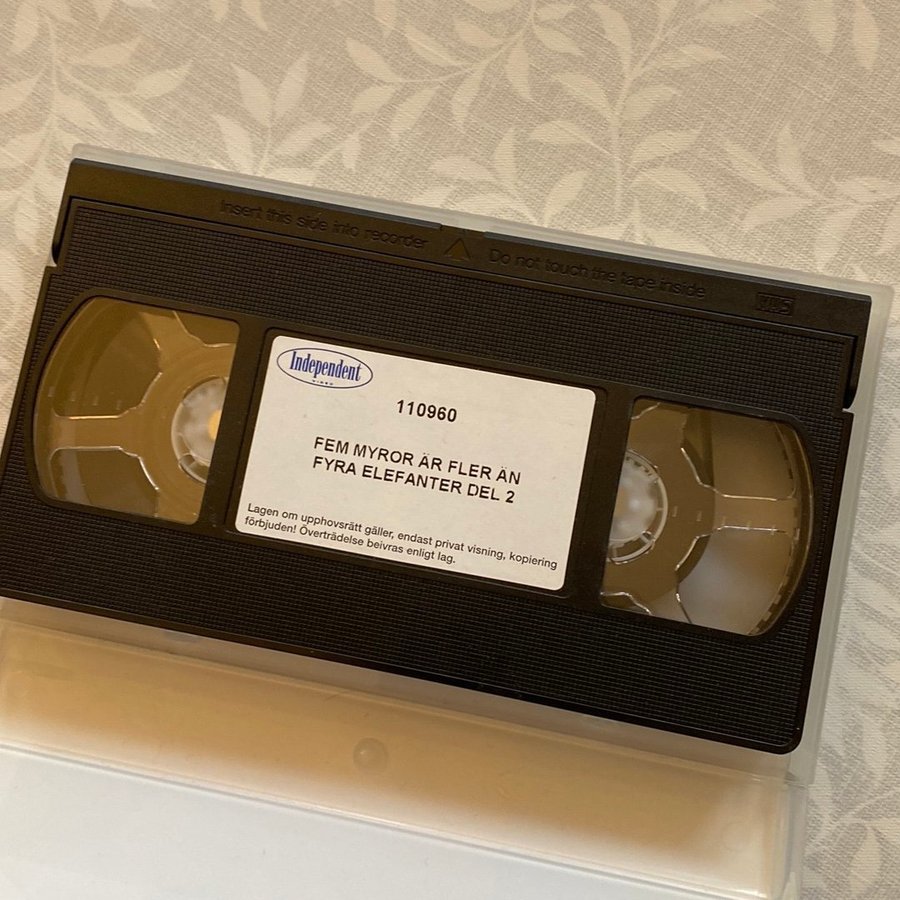 Insert this side into recorder
Do not touch the tape inside
VHS
Independent
VIDEO
110960
FEM MYROR ÄR FLER ÄN
FYRA ELEFANTER DEL 2
Lagen om upphovsrätt gäller, endast privat visning, kopiering
förbjuden! Överträdelse beivras enligt lag.